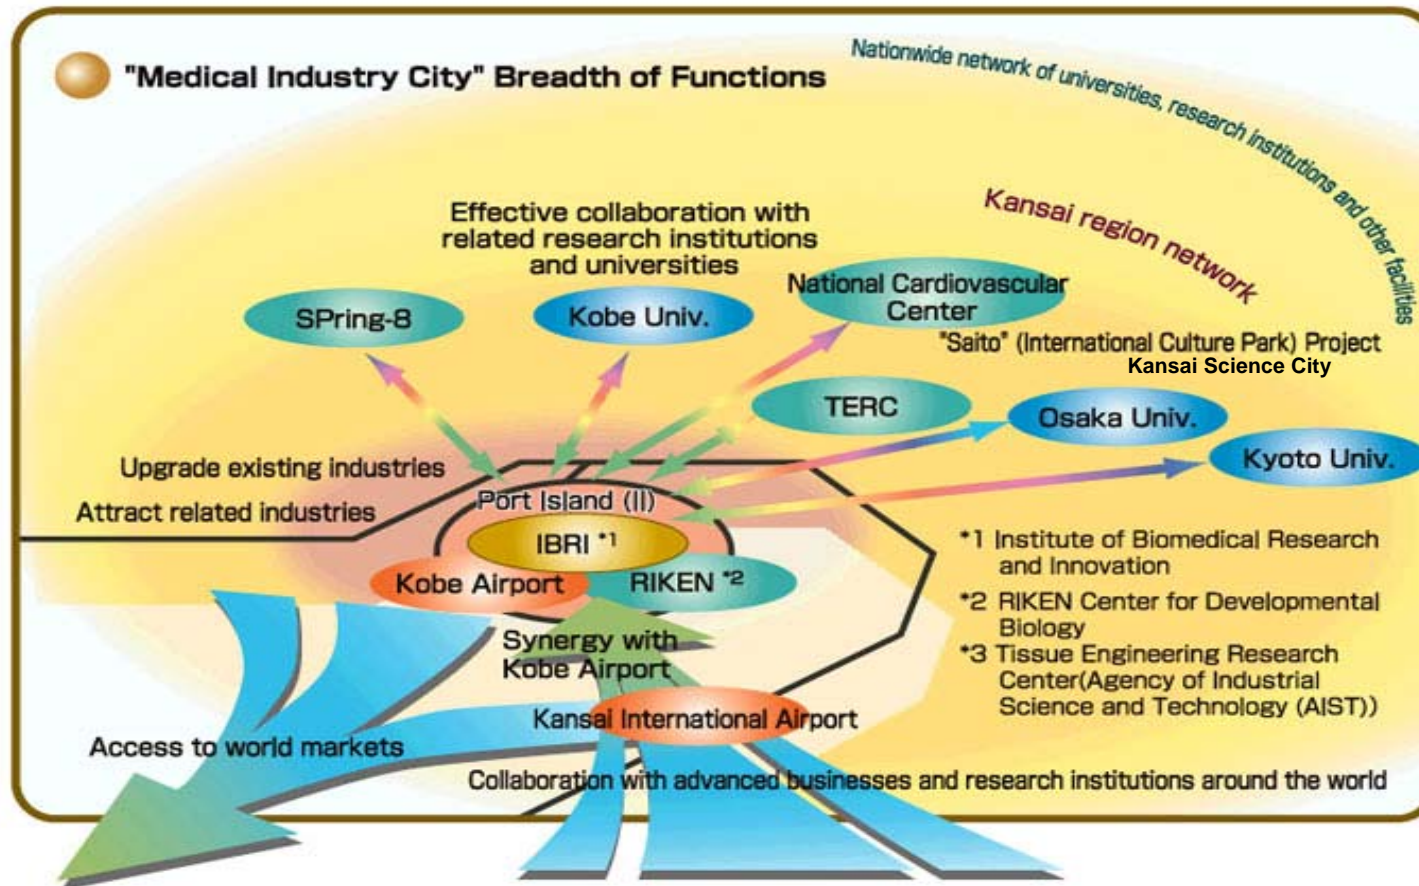 "Medical Industry City" Breadth of Functions
Nationwide network of universities, research institutions and other facilities
Kansai region network
Effective collaboration with
related research institutions
and universities
SPring-8
Kobe Univ.
National Cardiovascular
Center
"Saito" (International Culture Park) Project
Kansai Science City
TERC
Osaka Univ.
Kyoto Univ.
Upgrade existing industries
Attract related industries
Port Island (II)
IBRI *1
Kobe Airport
RIKEN *2
*1 Institute of Biomedical Research
and Innovation
*2 RIKEN Center for Developmental
Biology
*3 Tissue Engineering Research
Center(Agency of Industrial
Science and Technology (AIST))
Synergy with
Kobe Airport
Kansai International Airport
Access to world markets
Collaboration with advanced businesses and research institutions around the world